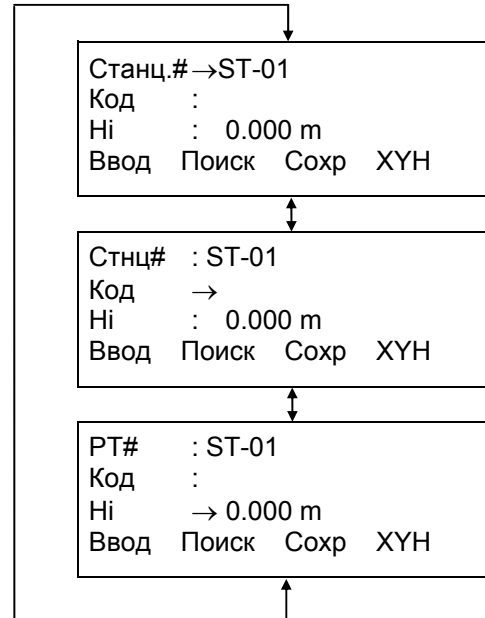 Станц.#→ST-01
Код :
Hi : 0.000 m
Ввод Поиск Сохр XYH
Стнц# : ST-01
Код →
Hi : 0.000 m
Ввод Поиск Сохр XYH
PT# : ST-01
Код :
Hi → 0.000 m
Ввод Поиск Сохр XYH